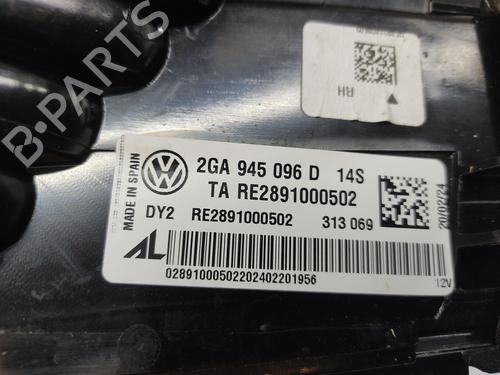 RH
MADE IN SPAIN
2GA 945 096 D 14S
TA RE2891000502
DY2 RE2891000502 313 069
20/02/24
AL
02891000502202402201956
12V
B-PARTS